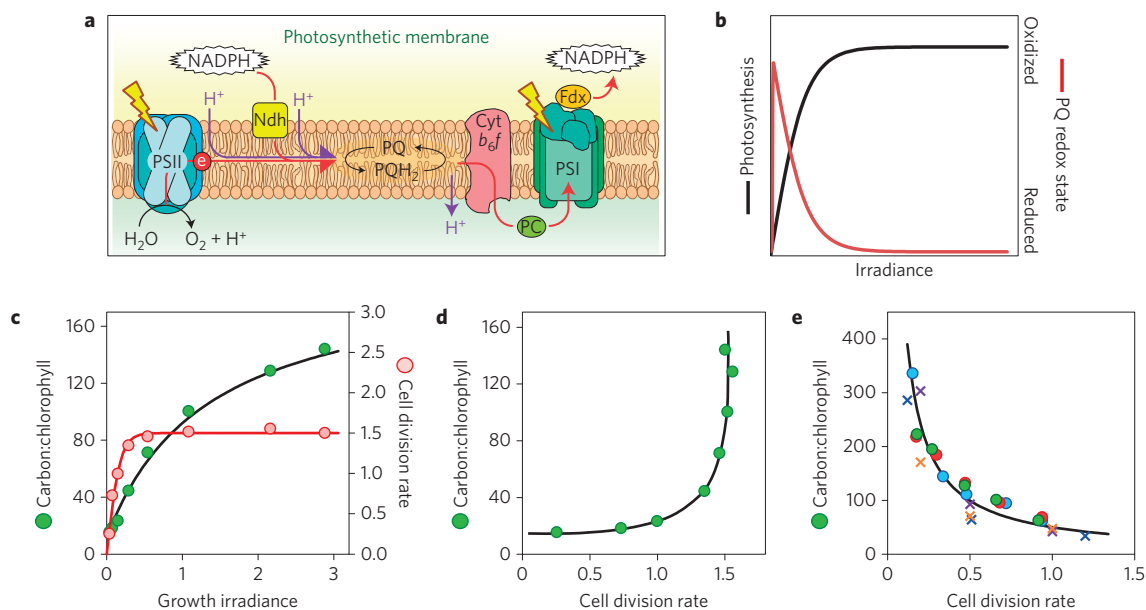 a
Photosynthetic membrane
NADPH
H⁺
H⁺
Ndh
PSII
e
PQ
PQH₂
H₂O
O₂ + H⁺
H⁺
Cyt
b₆f
PC
Fdx
NADPH
PSI
b
Photosynthesis
Oxidized
Reduced
PQ redox state
Irradiance
c
160
120
80
40
0
Carbon:chlorophyll
3.0
2.5
2.0
1.5
1.0
0.5
0.0
Cell division rate
0
1
2
3
Growth irradiance
d
160
120
80
40
0
Carbon:chlorophyll
0.0
0.5
1.0
1.5
Cell division rate
e
400
300
200
100
0
Carbon:chlorophyll
0.0
0.5
1.0
1.5
Cell division rate